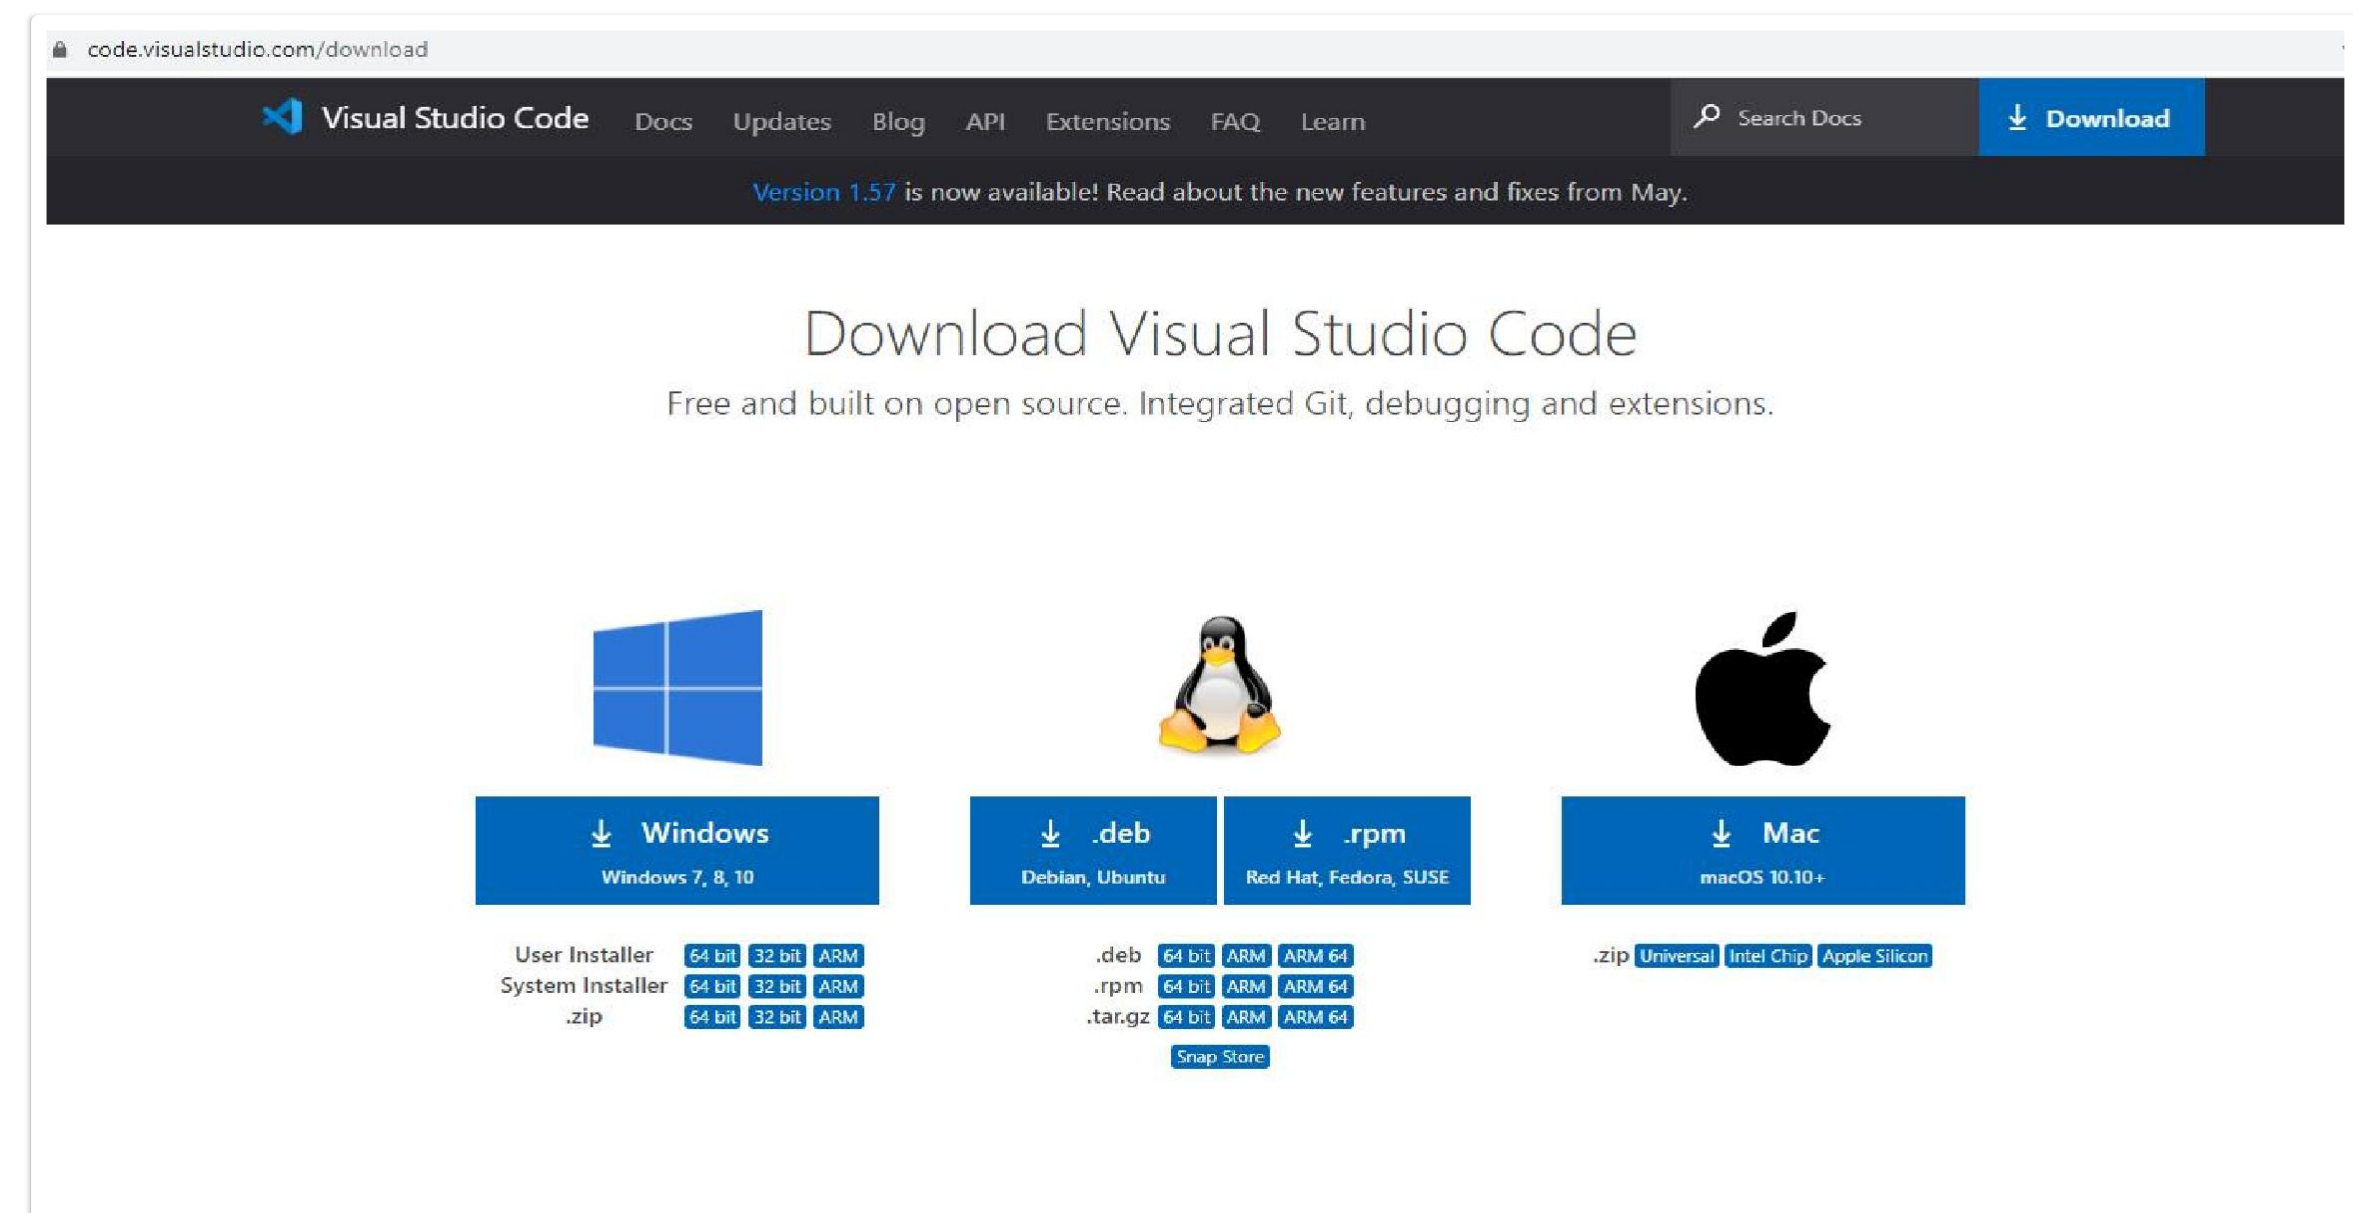 code.visualstudio.com/download
Visual Studio Code Docs Updates Blog API Extensions FAQ Learn Search Docs Download
Version 1.57 is now available! Read about the new features and fixes from May.
Download Visual Studio Code
Free and built on open source. Integrated Git, debugging and extensions.
Windows
Windows 7, 8, 10
User Installer 64 bit 32 bit ARM
System Installer 64 bit 32 bit ARM
.zip 64 bit 32 bit ARM
.deb
Debian, Ubuntu
.rpm
Red Hat, Fedora, SUSE
.deb 64 bit ARM ARM 64
.rpm 64 bit ARM ARM 64
.tar.gz 64 bit ARM ARM 64
Snap Store
Mac
macOS 10.10+
.zip Universal Intel Chip Apple Silicon